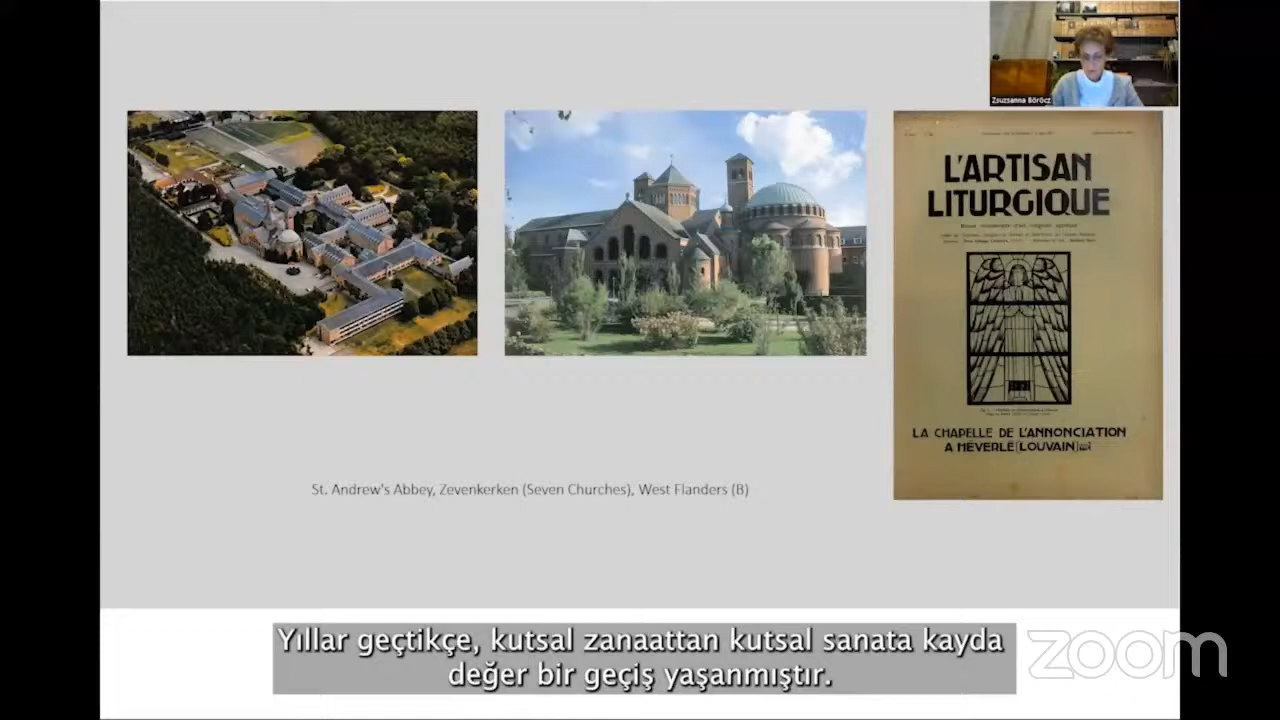 Zsuzsanna Böröcz
L'ARTISAN
LITURGIQUE
LA CHAPELLE DE L'ANNONCIATION
A HEVERLE (LOUVAIN)
St. Andrew's Abbey, Zevenkerken (Seven Churches), West Flanders (B)
Yıllar geçtikçe, kutsal zanaattan kutsal sanata kayda
değer bir geçiş yaşanmıştır.
zoom